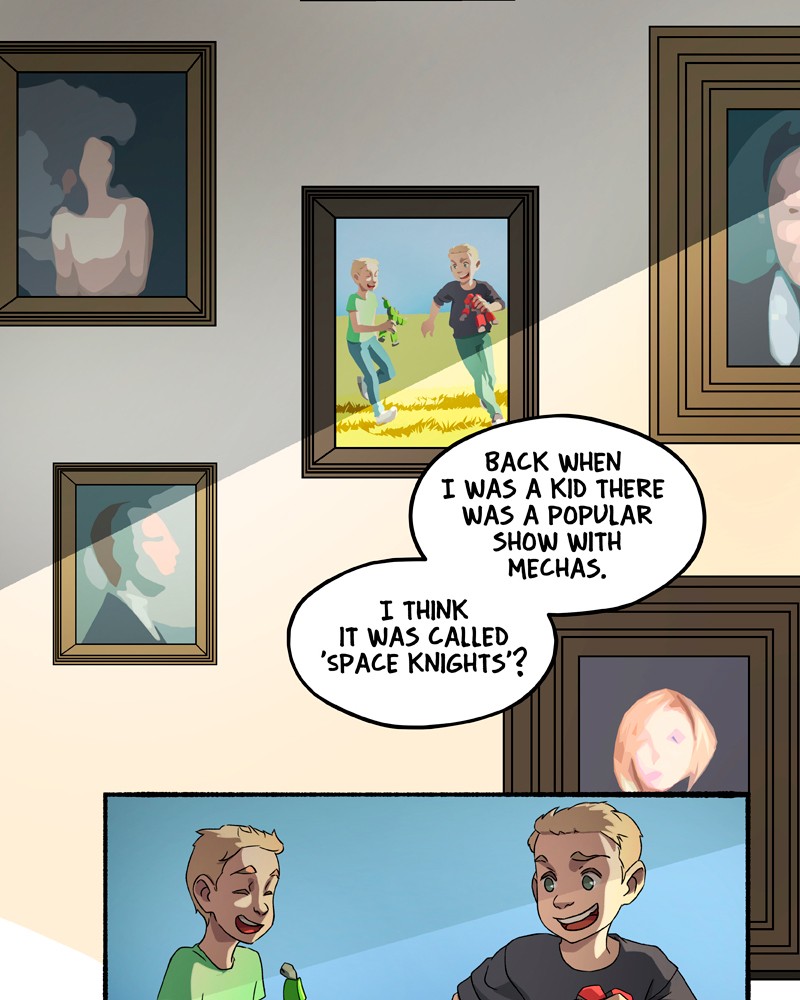 BACK WHEN
I WAS A KID THERE
WAS A POPULAR
SHOW WITH
MECHAS.
I THINK
IT WAS CALLED
'SPACE KNIGHTS'?